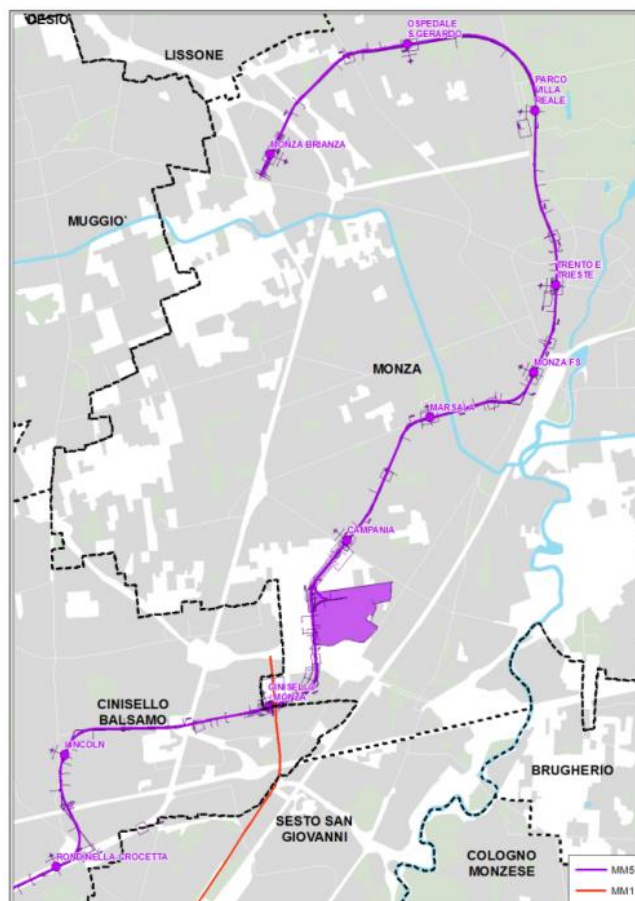 DESIO
LISSONE
OSPEDALE
S.GERARDO
PARCO
VILLA
REALE
MONZA BRIANZA
MUGGIO`
TRENTO E
TRIESTE
MONZA
MONZA FS
MARSALA
CAMPANIA
CINISELLO
MONZA
CINISELLO
BALSAMO
LINCOLN
BRUGHERIO
SESTO SAN
GIOVANNI
COLOGNO
MONZESE
RONDINELLA-CROCETTA
MM5
MM1